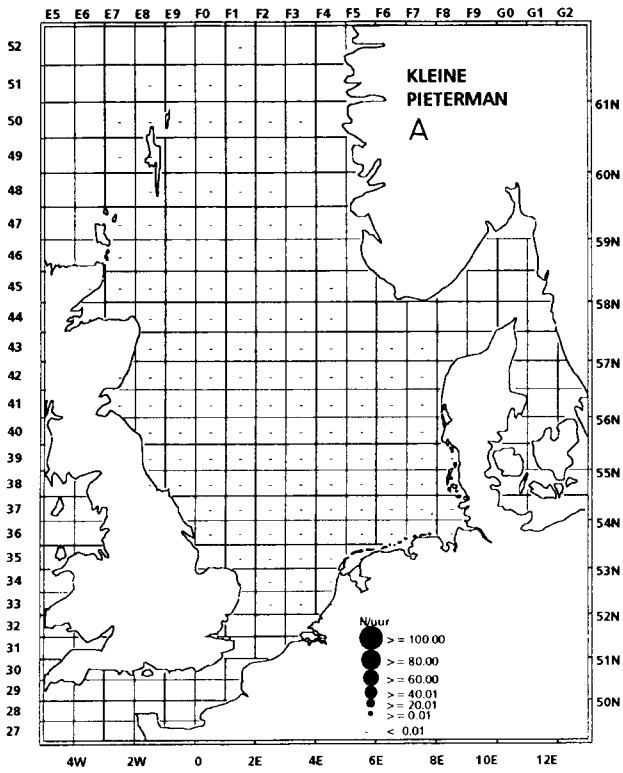 E5 E6 E7 E8 E9 F0 F1 F2 F3 F4 F5 F6 F7 F8 F9 G0 G1 G2
52
51
50
49
48
47
46
45
44
43
42
41
40
39
38
37
36
35
34
33
32
31
30
29
28
27
KLEINE
PIETERMAN
A
61N
60N
59N
58N
57N
56N
55N
54N
53N
52N
51N
50N
N/uur
> = 100.00
> = 80.00
> = 60.00
> = 40.01
> = 20.01
> = 0.01
- < 0.01
4W 2W 0 2E 4E 6E 8E 10E 12E